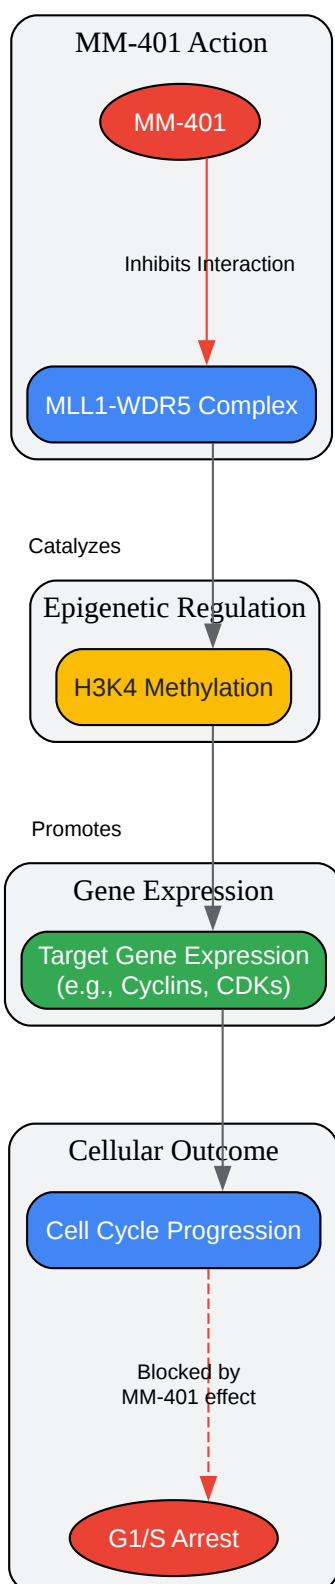 MM-401 Action
MM-401
Inhibits Interaction
MLL1-WDR5 Complex
Catalyzes
Epigenetic Regulation
H3K4 Methylation
Promotes
Gene Expression
Target Gene Expression
(e.g., Cyclins, CDKs)
Cellular Outcome
Cell Cycle Progression
Blocked by
MM-401 effect
G1/S Arrest